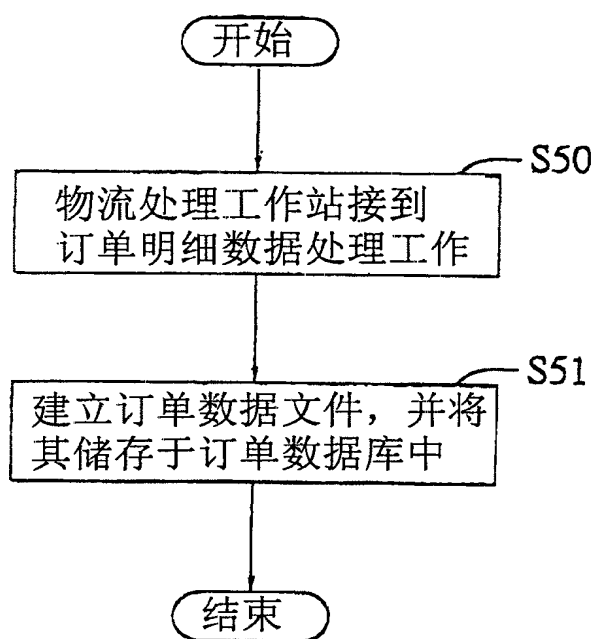 开始
S50
物流处理工作站接到
订单明细数据处理工作
S51
建立订单数据文件，并将
其储存于订单数据库中
结束